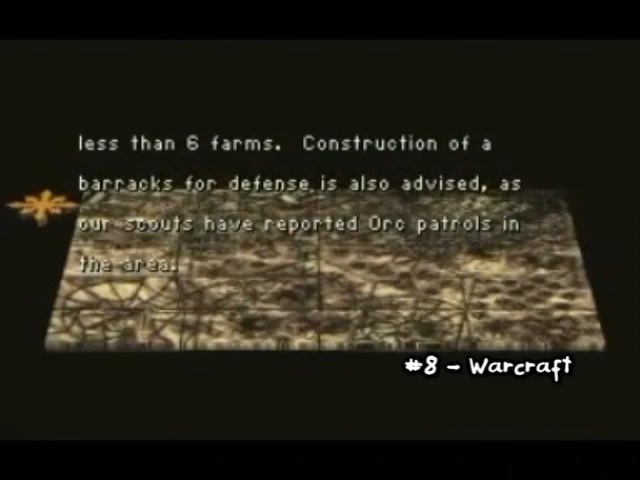 less than 6 farms.  Construction of a
barracks for defense is also advised, as
our scouts have reported Orc patrols in
the area.
#8 - Warcraft